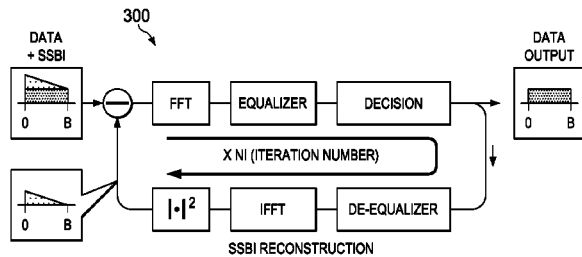 300
DATA
+ SSBI
DATA
OUTPUT
FFT
EQUALIZER
DECISION
0 B
0 B
X NI (ITERATION NUMBER)
0 B
|•|²
IFFT
DE-EQUALIZER
SSBI RECONSTRUCTION